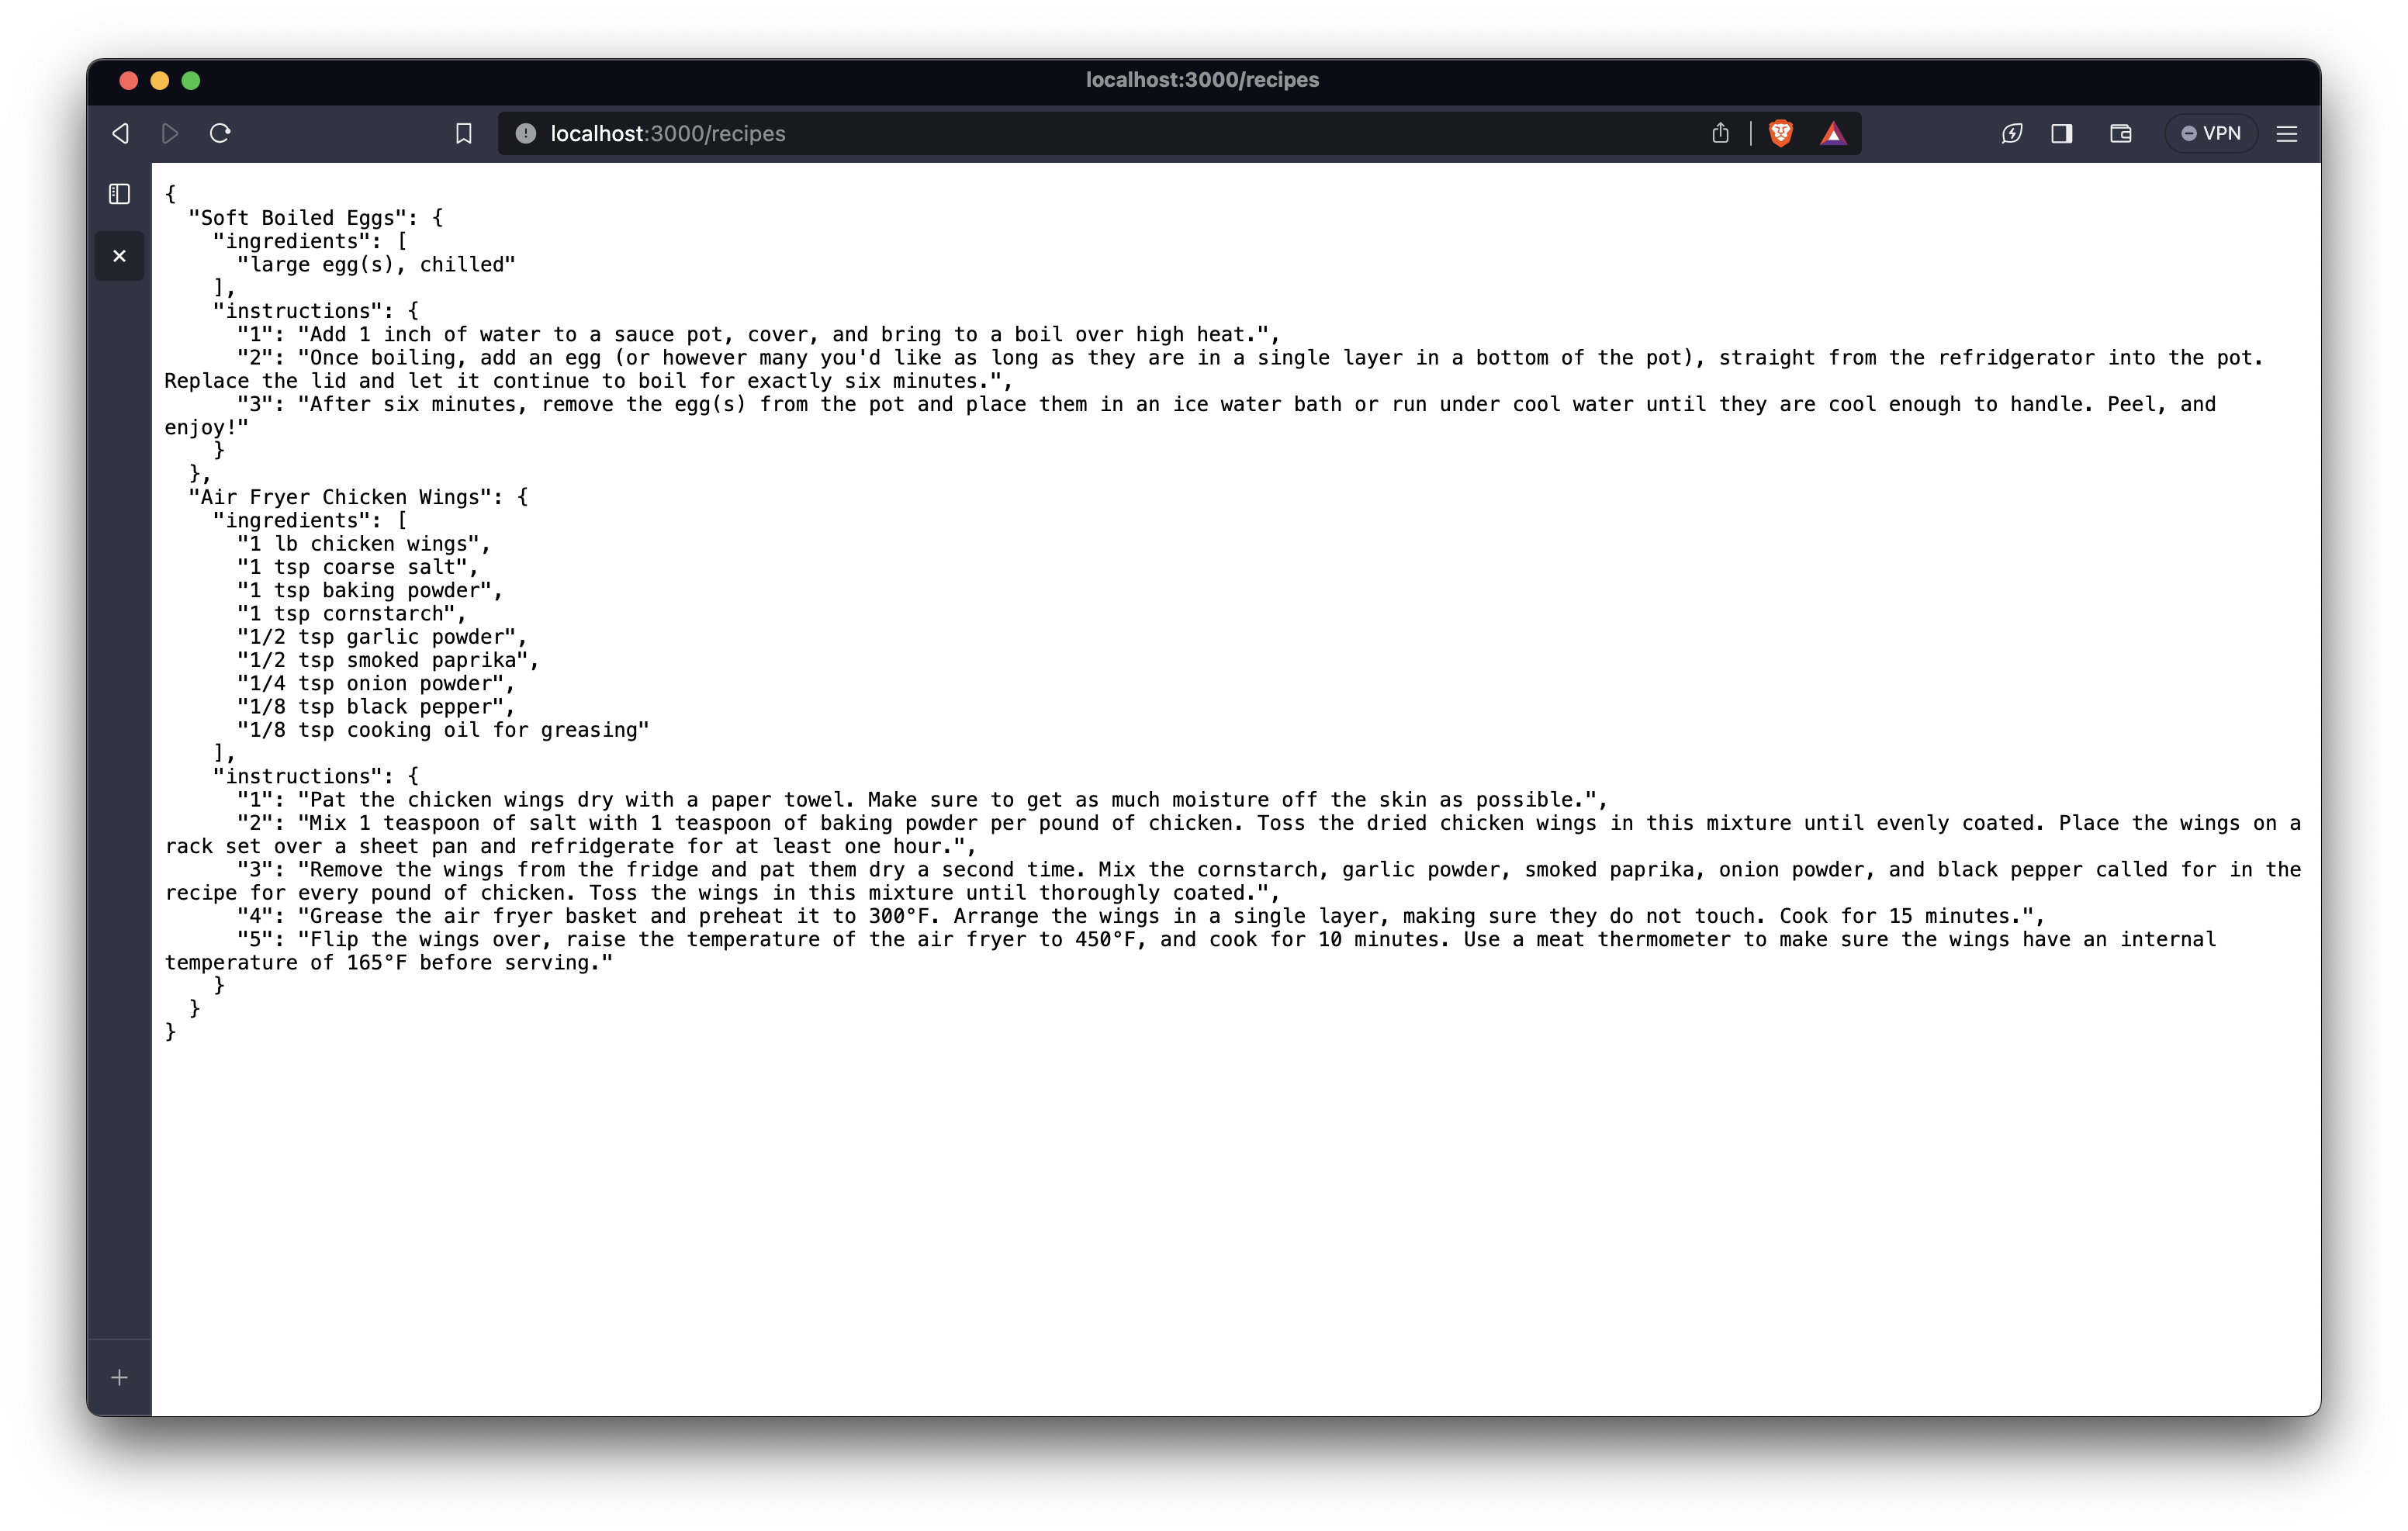 localhost:3000/recipes
localhost:3000/recipes
VPN
{
  "Soft Boiled Eggs": {
    "ingredients": [
      "large egg(s), chilled"
    ],
    "instructions": {
      "1": "Add 1 inch of water to a sauce pot, cover, and bring to a boil over high heat.",
      "2": "Once boiling, add an egg (or however many you'd like as long as they are in a single layer in a bottom of the pot), straight from the refridgerator into the pot.
Replace the lid and let it continue to boil for exactly six minutes.",
      "3": "After six minutes, remove the egg(s) from the pot and place them in an ice water bath or run under cool water until they are cool enough to handle. Peel, and
enjoy!"
    }
  },
  "Air Fryer Chicken Wings": {
    "ingredients": [
      "1 lb chicken wings",
      "1 tsp coarse salt",
      "1 tsp baking powder",
      "1 tsp cornstarch",
      "1/2 tsp garlic powder",
      "1/2 tsp smoked paprika",
      "1/4 tsp onion powder",
      "1/8 tsp black pepper",
      "1/8 tsp cooking oil for greasing"
    ],
    "instructions": {
      "1": "Pat the chicken wings dry with a paper towel. Make sure to get as much moisture off the skin as possible.",
      "2": "Mix 1 teaspoon of salt with 1 teaspoon of baking powder per pound of chicken. Toss the dried chicken wings in this mixture until evenly coated. Place the wings on a
rack set over a sheet pan and refridgerate for at least one hour.",
      "3": "Remove the wings from the fridge and pat them dry a second time. Mix the cornstarch, garlic powder, smoked paprika, onion powder, and black pepper called for in the
recipe for every pound of chicken. Toss the wings in this mixture until thoroughly coated.",
      "4": "Grease the air fryer basket and preheat it to 300°F. Arrange the wings in a single layer, making sure they do not touch. Cook for 15 minutes.",
      "5": "Flip the wings over, raise the temperature of the air fryer to 450°F, and cook for 10 minutes. Use a meat thermometer to make sure the wings have an internal
temperature of 165°F before serving."
    }
  }
}